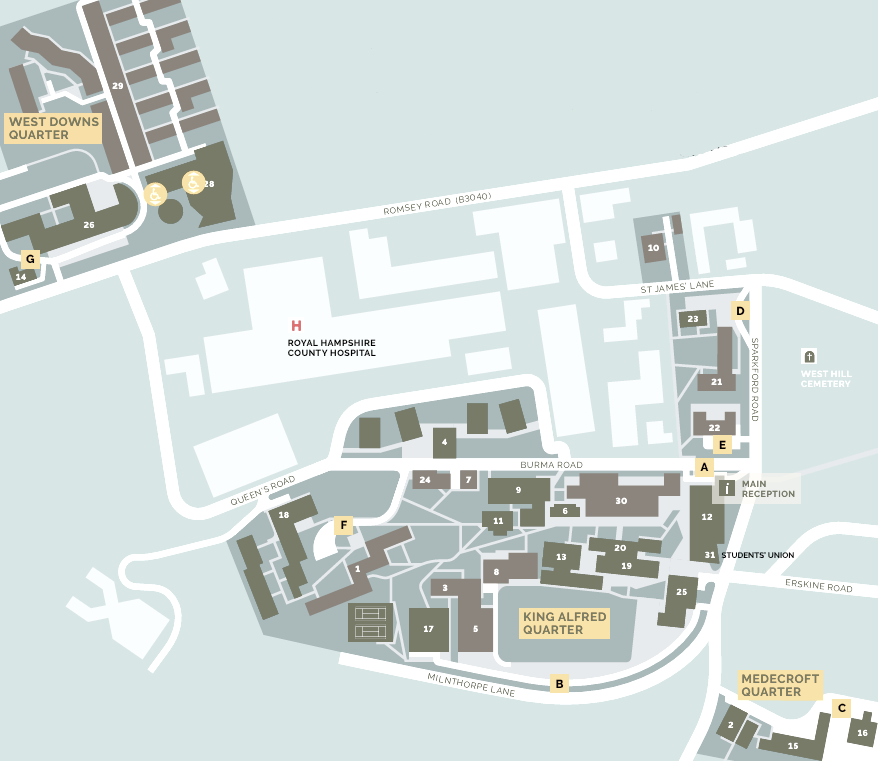 29
WEST DOWNS
QUARTER
28
26
G
14
ROMSEY ROAD (B3040)
10
ST JAMES' LANE
D
23
H
ROYAL HAMPSHIRE
COUNTY HOSPITAL
SPARKFORD ROAD
WEST HILL
CEMETERY
21
22
E
4
A
BURMA ROAD
24
7
9
30
i
MAIN
RECEPTION
QUEEN'S ROAD
18
F
11
6
12
31
STUDENTS' UNION
1
8
13
20
19
3
25
ERSKINE ROAD
17
5
KING ALFRED
QUARTER
MILNTHORPE LANE
B
MEDECROFT
QUARTER
C
2
15
16